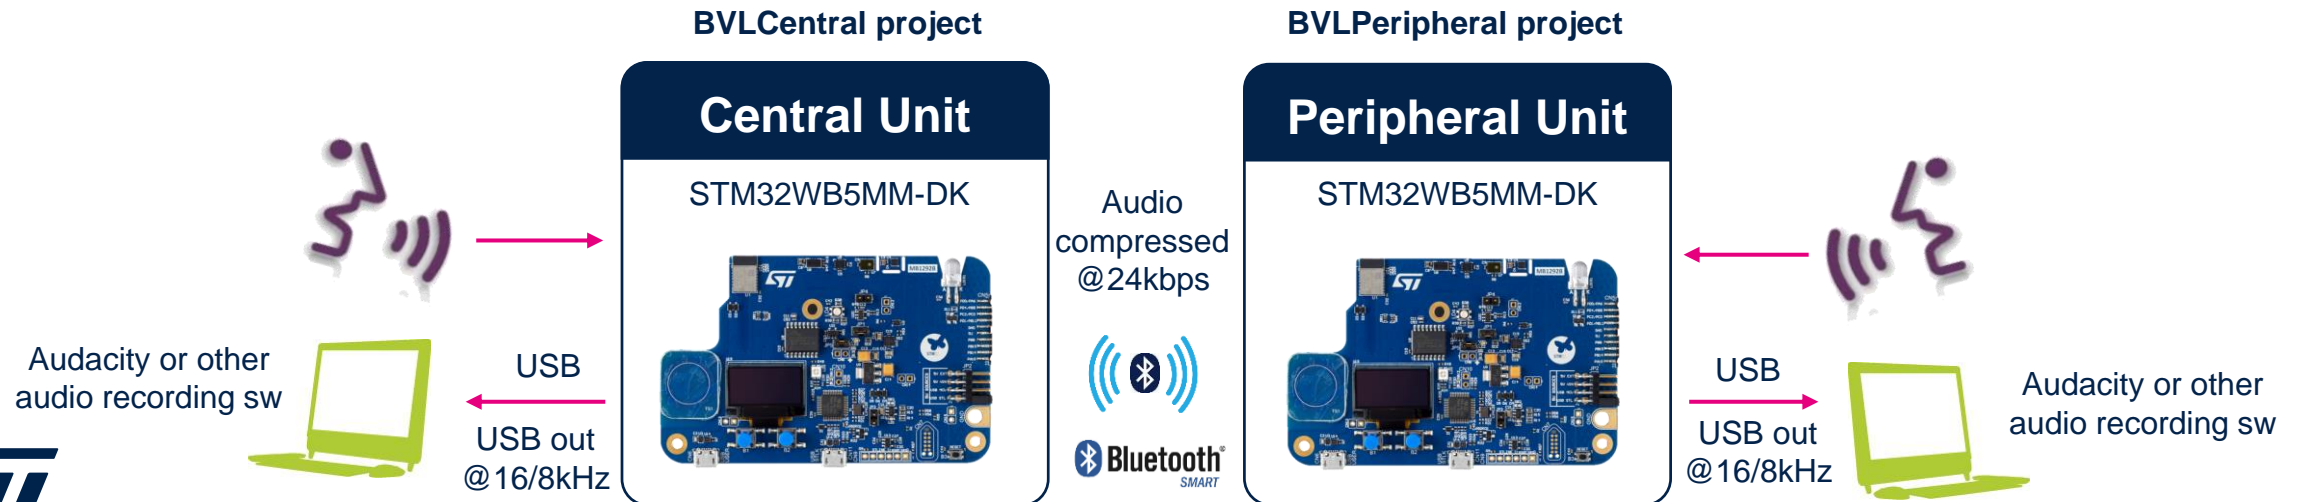 BVLCentral project
BVLPeripheral project
Central Unit
Peripheral Unit
STM32WB5MM-DK
STM32WB5MM-DK
Audio
compressed
@24kbps
Audacity or other
audio recording sw
USB
USB out
@16/8kHz
Bluetooth®
SMART
USB
USB out
@16/8kHz
Audacity or other
audio recording sw